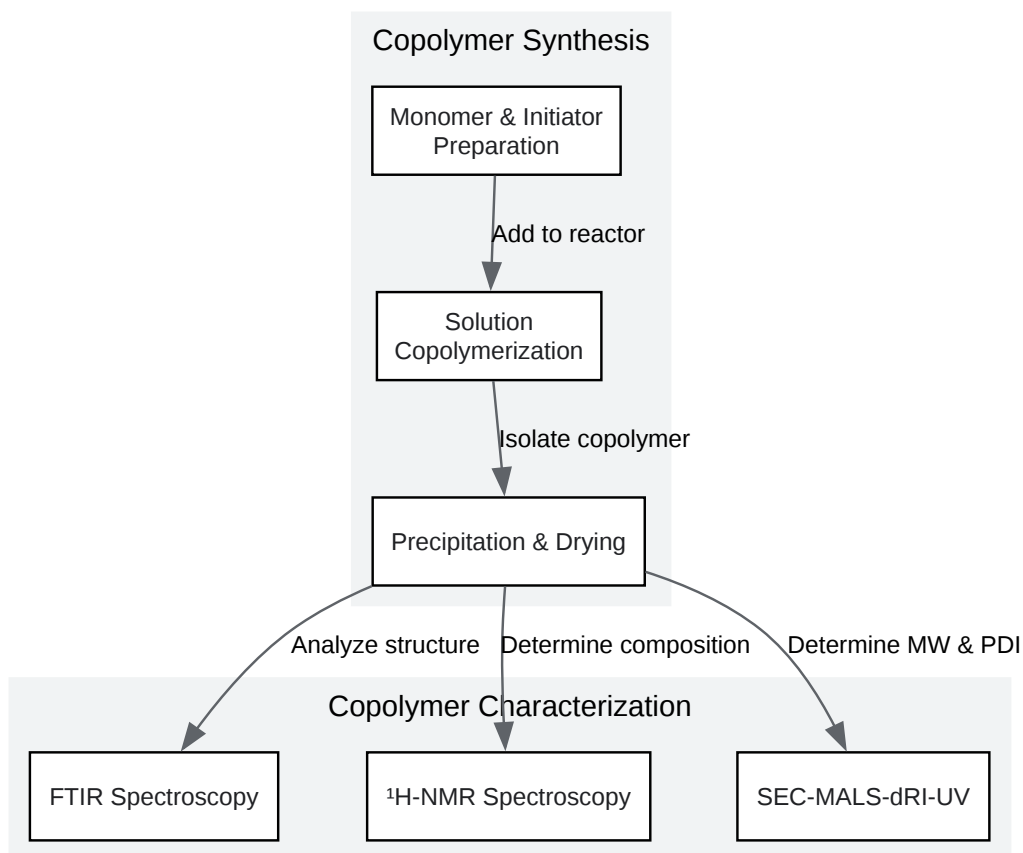 Copolymer Synthesis
Monomer & Initiator
Preparation
Add to reactor
Solution
Copolymerization
Isolate copolymer
Precipitation & Drying
Analyze structure
Determine composition
Determine MW & PDI
Copolymer Characterization
FTIR Spectroscopy
¹H-NMR Spectroscopy
SEC-MALS-dRI-UV